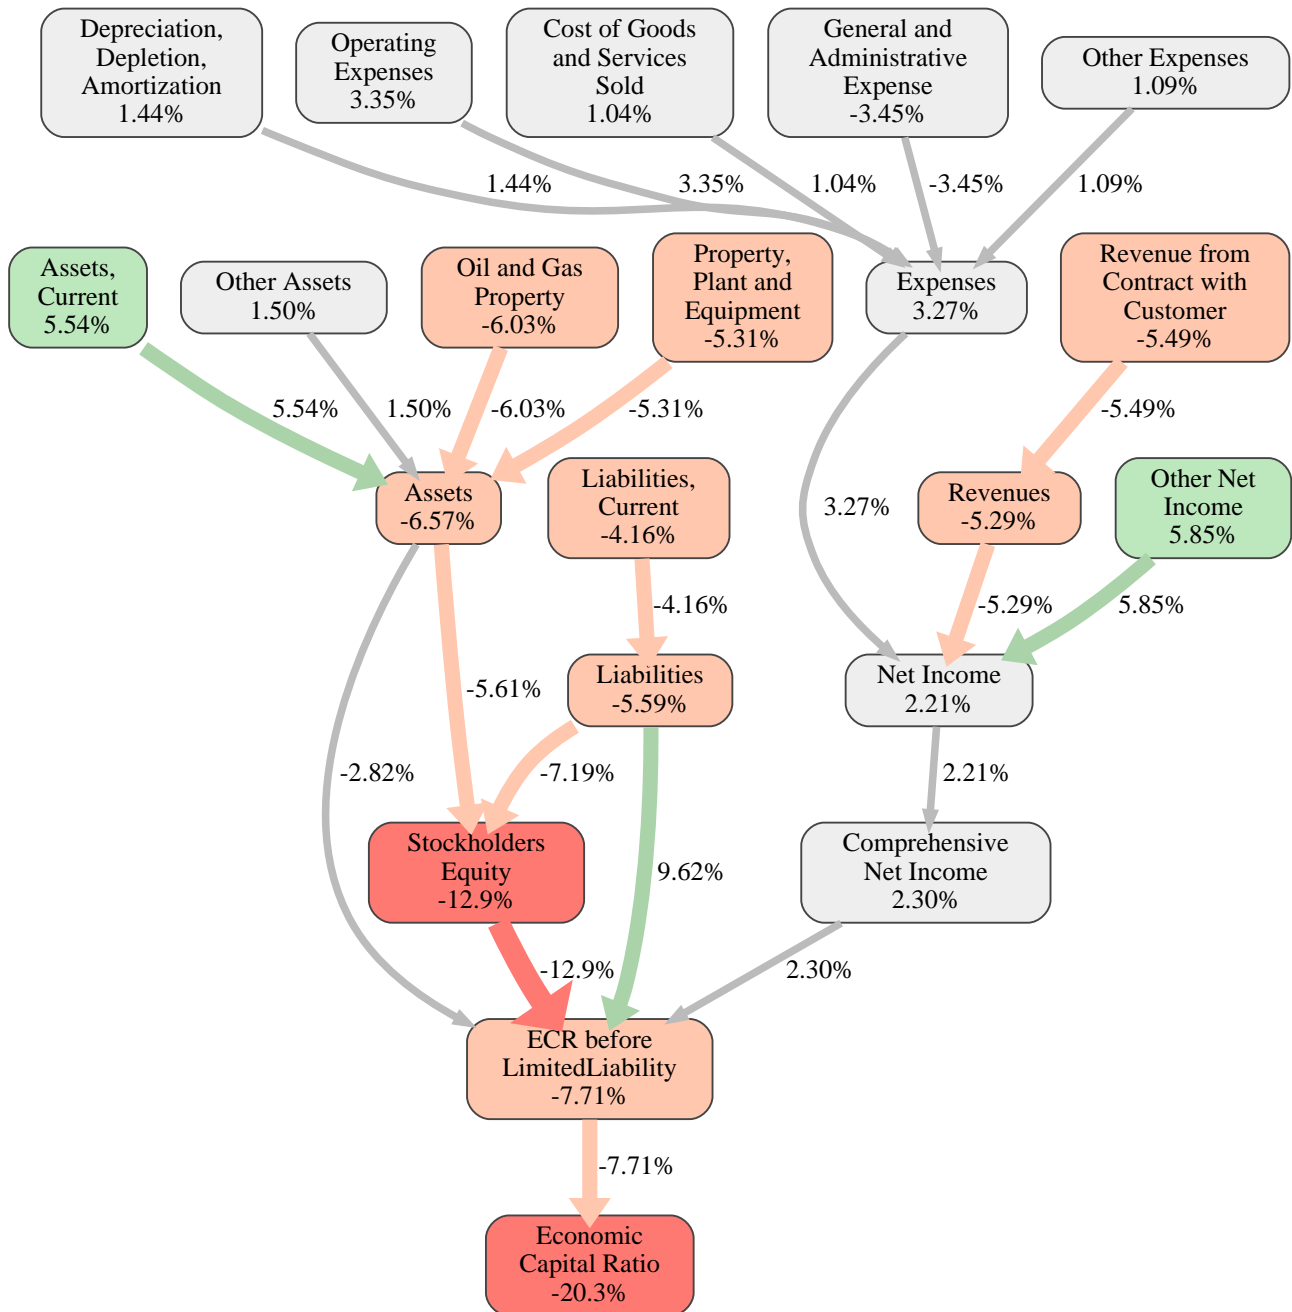 Depreciation,
Depletion,
Amortization
1.44%
Operating
Expenses
3.35%
Cost of Goods
and Services
Sold
1.04%
General and
Administrative
Expense
-3.45%
Other Expenses
1.09%
1.44%
3.35%
1.04%
-3.45%
1.09%
Assets,
Current
5.54%
Other Assets
1.50%
Oil and Gas
Property
-6.03%
Property,
Plant and
Equipment
-5.31%
Expenses
3.27%
Revenue from
Contract with
Customer
-5.49%
5.54%
1.50%
-6.03%
-5.31%
-5.49%
Assets
-6.57%
Liabilities,
Current
-4.16%
3.27%
Revenues
-5.29%
Other Net
Income
5.85%
-4.16%
-5.29%
5.85%
-5.61%
Liabilities
-5.59%
Net Income
2.21%
-2.82%
-7.19%
2.21%
Stockholders
Equity
-12.9%
9.62%
Comprehensive
Net Income
2.30%
-12.9%
2.30%
ECR before
LimitedLiability
-7.71%
-7.71%
Economic
Capital Ratio
-20.3%